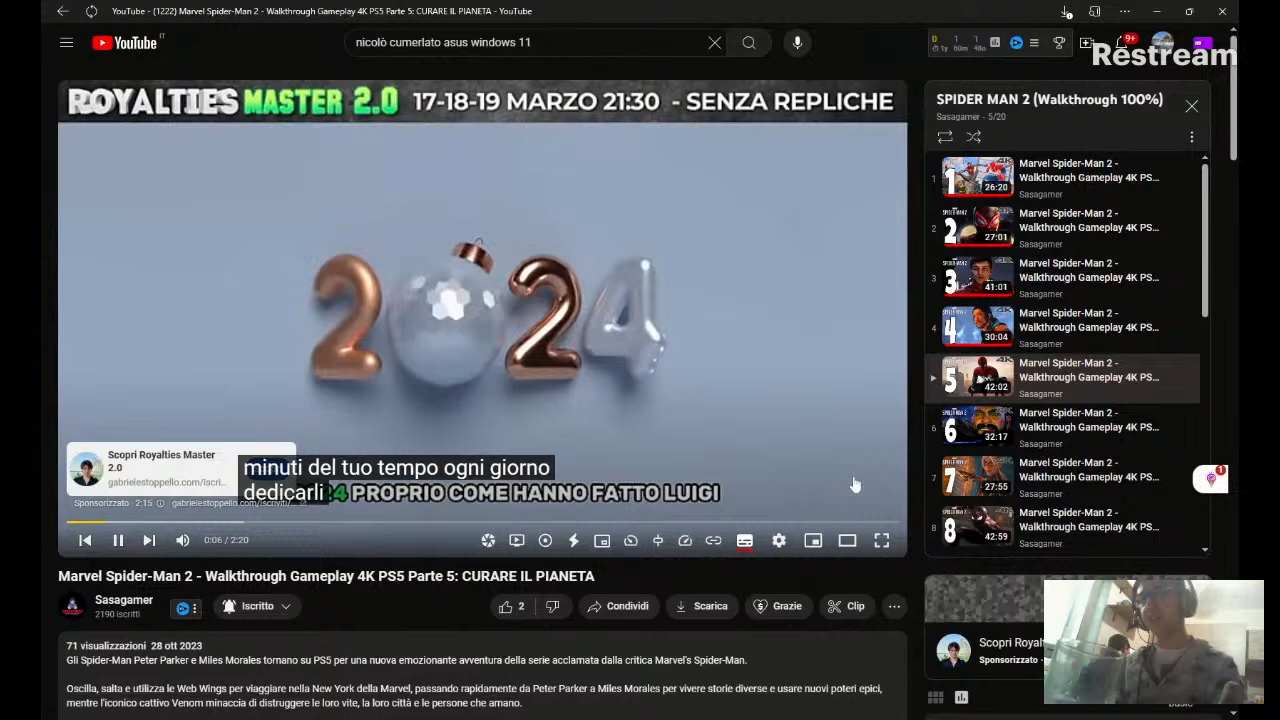 YouTube - (1222) Marvel Spider-Man 2 - Walkthrough Gameplay 4K PS5 Parte 5: CURARE IL PIANETA - YouTube
YouTube IT
nicolò cumerlato asus windows 11
9+
Restream
ROYALTIES MASTER 2.0 17-18-19 MARZO 21:30 - SENZA REPLICHE
2024
Scopri Royalties Master
2.0
gabrielestoppello.com/iscri...
minuti del tuo tempo ogni giorno
dedicarli
24 PROPRIO COME HANNO FATTO LUIGI
Sponsorizzato · 2:15
gabrielestoppello.com/iscriviti/...
0:06 / 2:20
SPIDER MAN 2 (Walkthrough 100%)
Sasagamer - 5/20
1
26:20
Marvel Spider-Man 2 -
Walkthrough Gameplay 4K PS...
Sasagamer
2
27:01
Marvel Spider-Man 2 -
Walkthrough Gameplay 4K PS...
Sasagamer
3
41:01
Marvel Spider-Man 2 -
Walkthrough Gameplay 4K PS...
Sasagamer
4
30:04
Marvel Spider-Man 2 -
Walkthrough Gameplay 4K PS...
Sasagamer
5
42:02
Marvel Spider-Man 2 -
Walkthrough Gameplay 4K PS...
Sasagamer
6
32:17
Marvel Spider-Man 2 -
Walkthrough Gameplay 4K PS...
Sasagamer
7
27:55
Marvel Spider-Man 2 -
Walkthrough Gameplay 4K PS...
Sasagamer
8
42:59
Marvel Spider-Man 2 -
Walkthrough Gameplay 4K PS...
Sasagamer
1
Marvel Spider-Man 2 - Walkthrough Gameplay 4K PS5 Parte 5: CURARE IL PIANETA
Sasagamer
2190 iscritti
Iscritto
2
Condividi
Scarica
Grazie
Clip
71 visualizzazioni 28 ott 2023
Gli Spider-Man Peter Parker e Miles Morales tornano su PS5 per una nuova emozionante avventura della serie acclamata dalla critica Marvel's Spider-Man.
Oscilla, salta e utilizza le Web Wings per viaggiare nella New York della Marvel, passando rapidamente da Peter Parker a Miles Morales per vivere storie diverse e usare nuovi poteri epici,
mentre l'iconico cattivo Venom minaccia di distruggere le loro vite, la loro città e le persone che amano.
Scopri Royal
Sponsorizzato ·